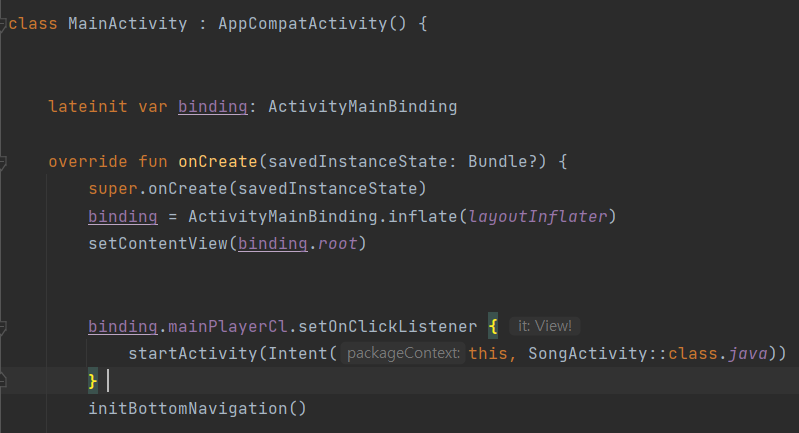 class MainActivity : AppCompatActivity() {
lateinit var binding: ActivityMainBinding
override fun onCreate(savedInstanceState: Bundle?) {
super.onCreate(savedInstanceState)
binding = ActivityMainBinding.inflate(layoutInflater)
setContentView(binding.root)
binding.mainPlayerCl.setOnClickListener { it: View!
startActivity(Intent( packageContext: this, SongActivity::class.java))
}
initBottomNavigation()